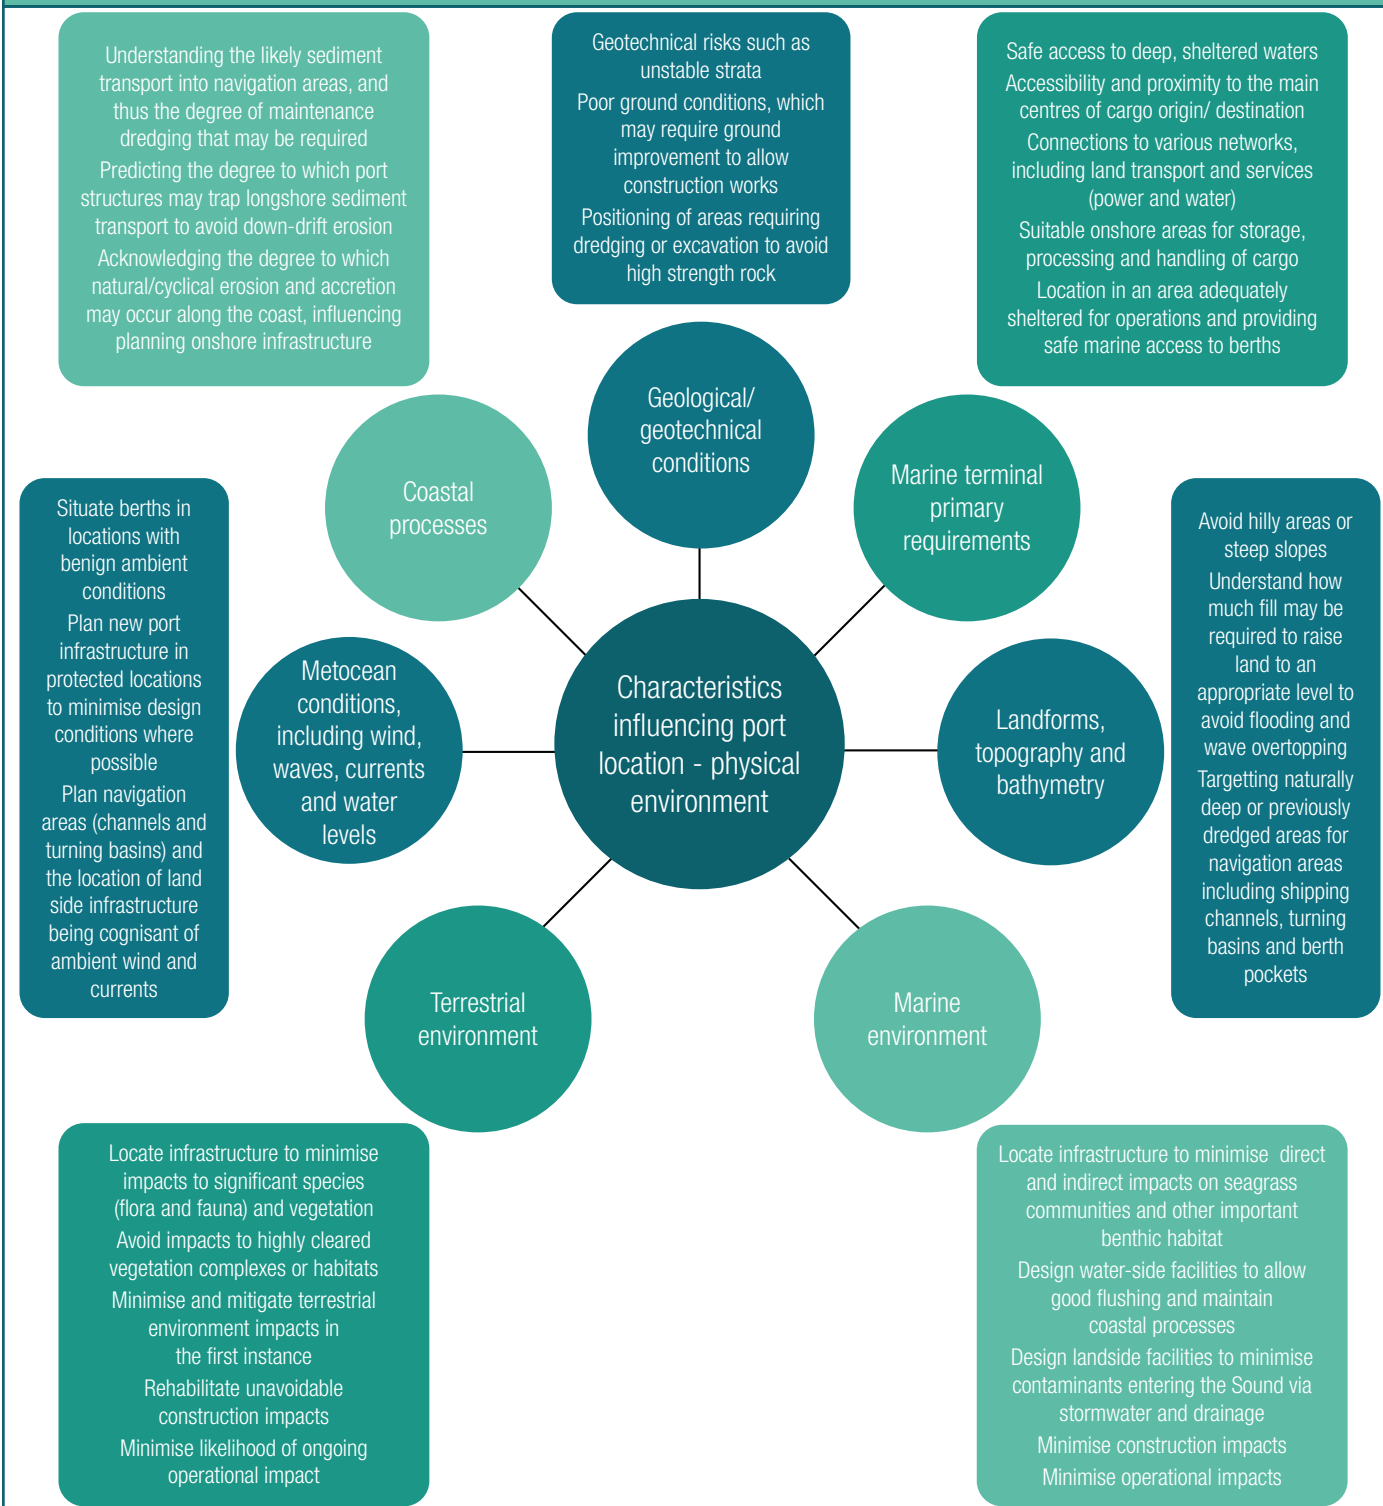 Understanding the likely sediment
transport into navigation areas, and
thus the degree of maintenance
dredging that may be required
Predicting the degree to which port
structures may trap longshore sediment
transport to avoid down-drift erosion
Acknowledging the degree to which
natural/cyclical erosion and accretion
may occur along the coast, influencing
planning onshore infrastructure
Geotechnical risks such as
unstable strata
Poor ground conditions, which
may require ground
improvement to allow
construction works
Positioning of areas requiring
dredging or excavation to avoid
high strength rock
Safe access to deep, sheltered waters
Accessibility and proximity to the main
centres of cargo origin/ destination
Connections to various networks,
including land transport and services
(power and water)
Suitable onshore areas for storage,
processing and handling of cargo
Location in an area adequately
sheltered for operations and providing
safe marine access to berths
Coastal
processes
Geological/
geotechnical
conditions
Marine terminal
primary
requirements
Situate berths in
locations with
benign ambient
conditions
Plan new port
infrastructure in
protected locations
to minimise design
conditions where
possible
Plan navigation
areas (channels and
turning basins) and
the location of land
side infrastructure
being cognisant of
ambient wind and
currents
Metocean
conditions,
including wind,
waves, currents
and water
levels
Characteristics
influencing port
location - physical
environment
Landforms,
topography and
bathymetry
Avoid hilly areas or
steep slopes
Understand how
much fill may be
required to raise
land to an
appropriate level to
avoid flooding and
wave overtopping
Targetting naturally
deep or previously
dredged areas for
navigation areas
including shipping
channels, turning
basins and berth
pockets
Terrestrial
environment
Marine
environment
Locate infrastructure to minimise
impacts to significant species
(flora and fauna) and vegetation
Avoid impacts to highly cleared
vegetation complexes or habitats
Minimise and mitigate terrestrial
environment impacts in
the first instance
Rehabilitate unavoidable
construction impacts
Minimise likelihood of ongoing
operational impact
Locate infrastructure to minimise  direct
and indirect impacts on seagrass
communities and other important
benthic habitat
Design water-side facilities to allow
good flushing and maintain
coastal processes
Design landside facilities to minimise
contaminants entering the Sound via
stormwater and drainage
Minimise construction impacts
Minimise operational impacts